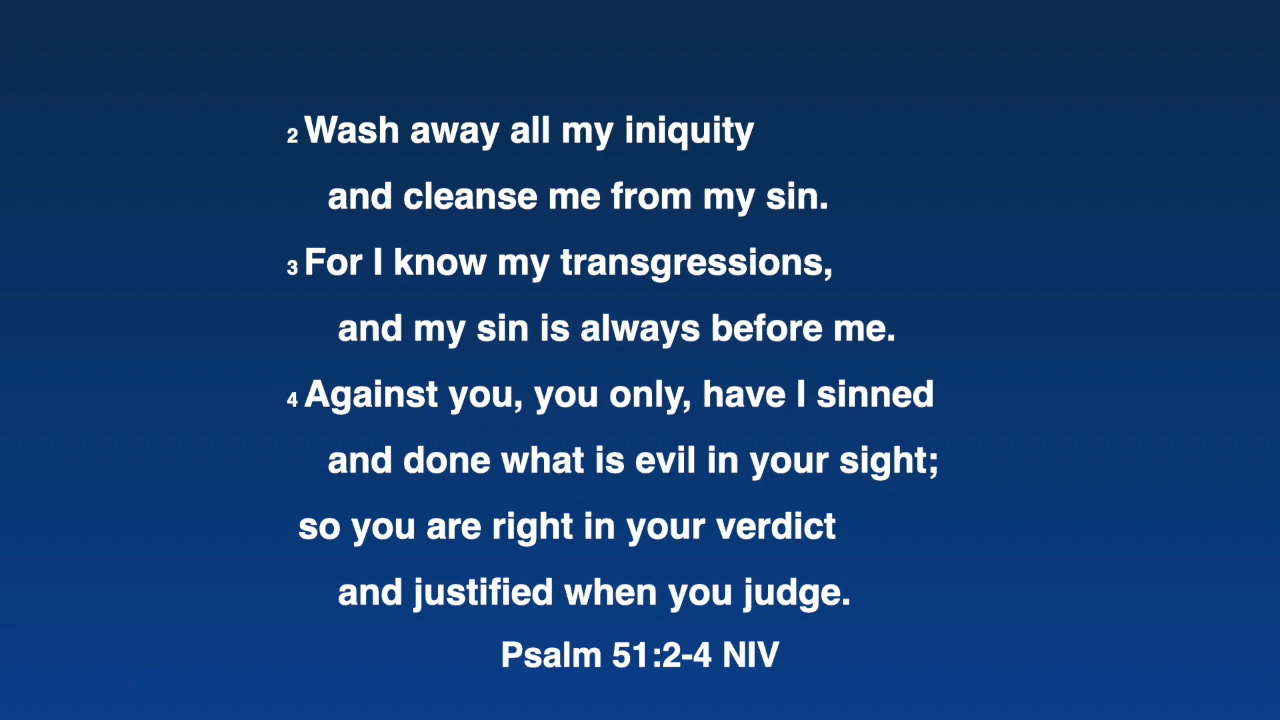 2 Wash away all my iniquity
and cleanse me from my sin.
3 For I know my transgressions,
and my sin is always before me.
4 Against you, you only, have I sinned
and done what is evil in your sight;
so you are right in your verdict
and justified when you judge.
Psalm 51:2-4 NIV